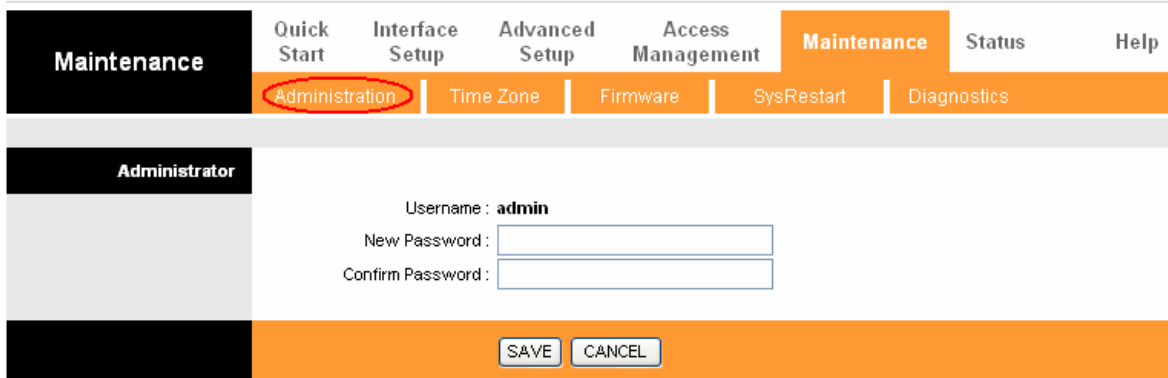 Maintenance
Quick Start
Interface Setup
Advanced Setup
Access Management
Maintenance
Status
Help
Administration
Time Zone
Firmware
SysRestart
Diagnostics
Administrator
Username : admin
New Password :
Confirm Password :
SAVE
CANCEL